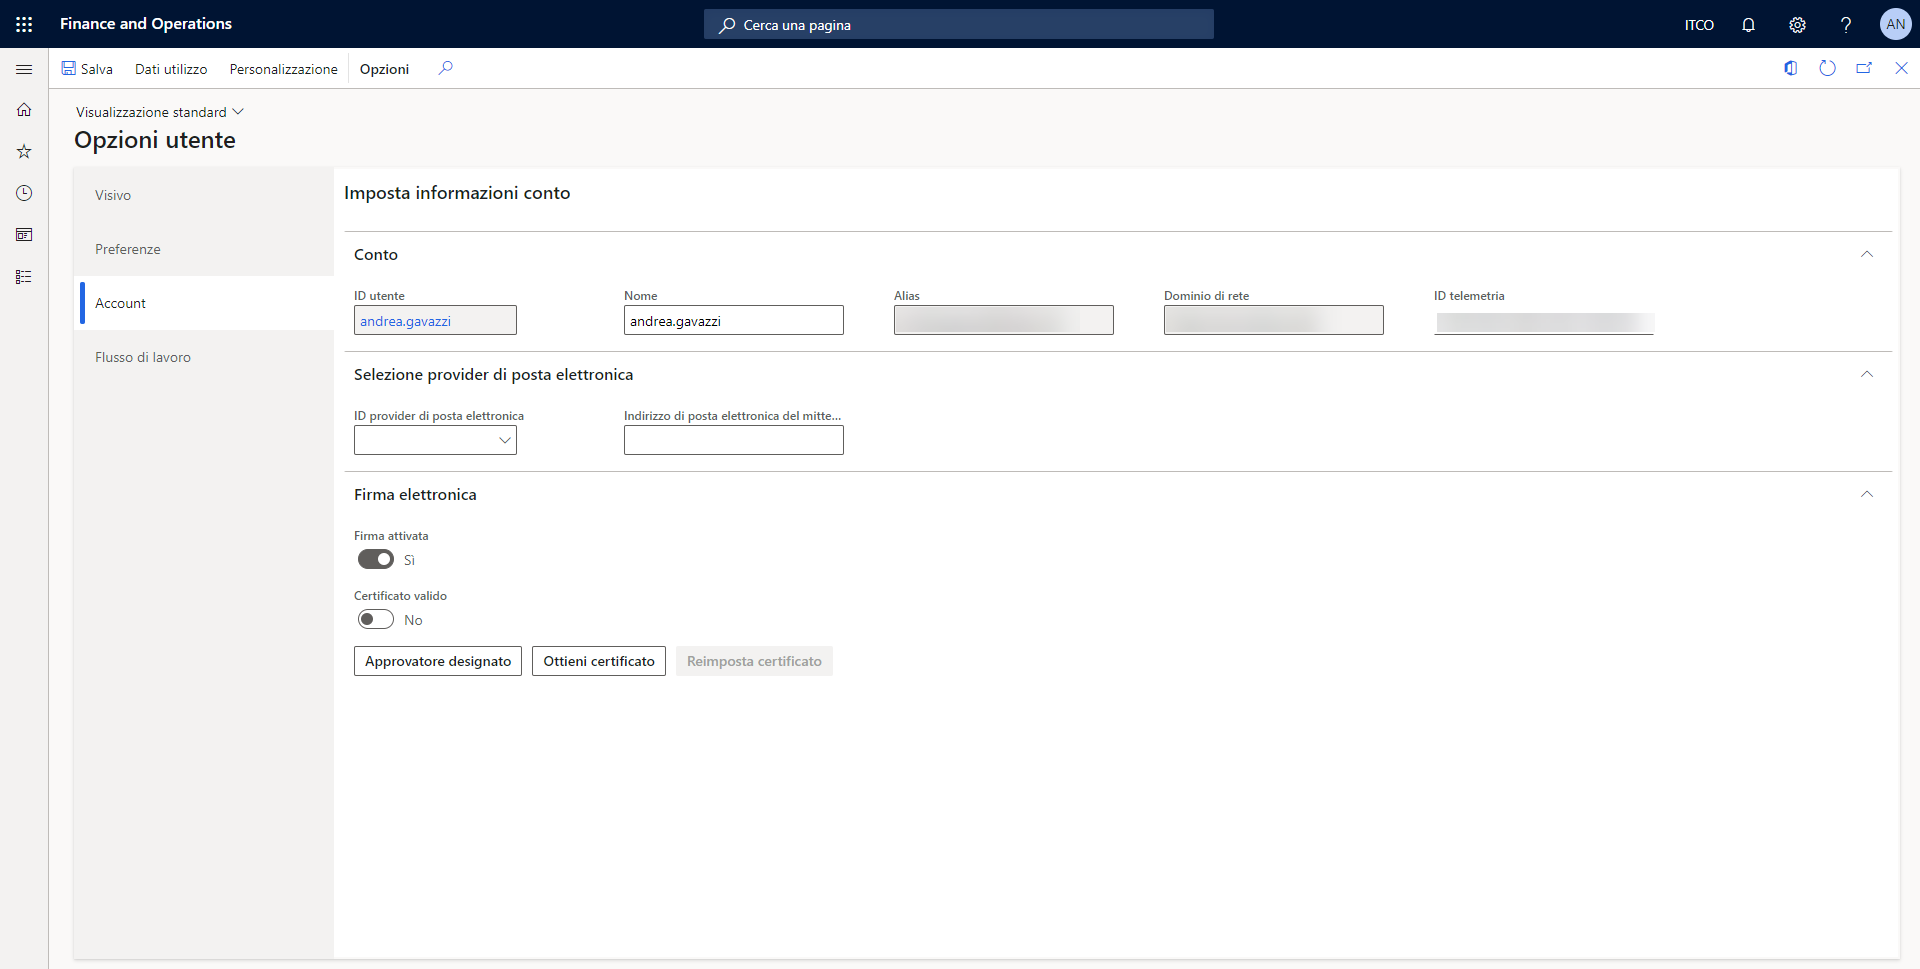 Finance and Operations
Cerca una pagina
ITCO
AN
Salva
Dati utilizzo
Personalizzazione
Opzioni
Visualizzazione standard
Opzioni utente
Visivo
Preferenze
Account
Flusso di lavoro
Imposta informazioni conto
Conto
ID utente
Nome
Alias
Dominio di rete
ID telemetria
andrea.gavazzi
andrea.gavazzi
Selezione provider di posta elettronica
ID provider di posta elettronica
Indirizzo di posta elettronica del mitte...
Firma elettronica
Firma attivata
Sì
Certificato valido
No
Approvatore designato
Ottieni certificato
Reimposta certificato